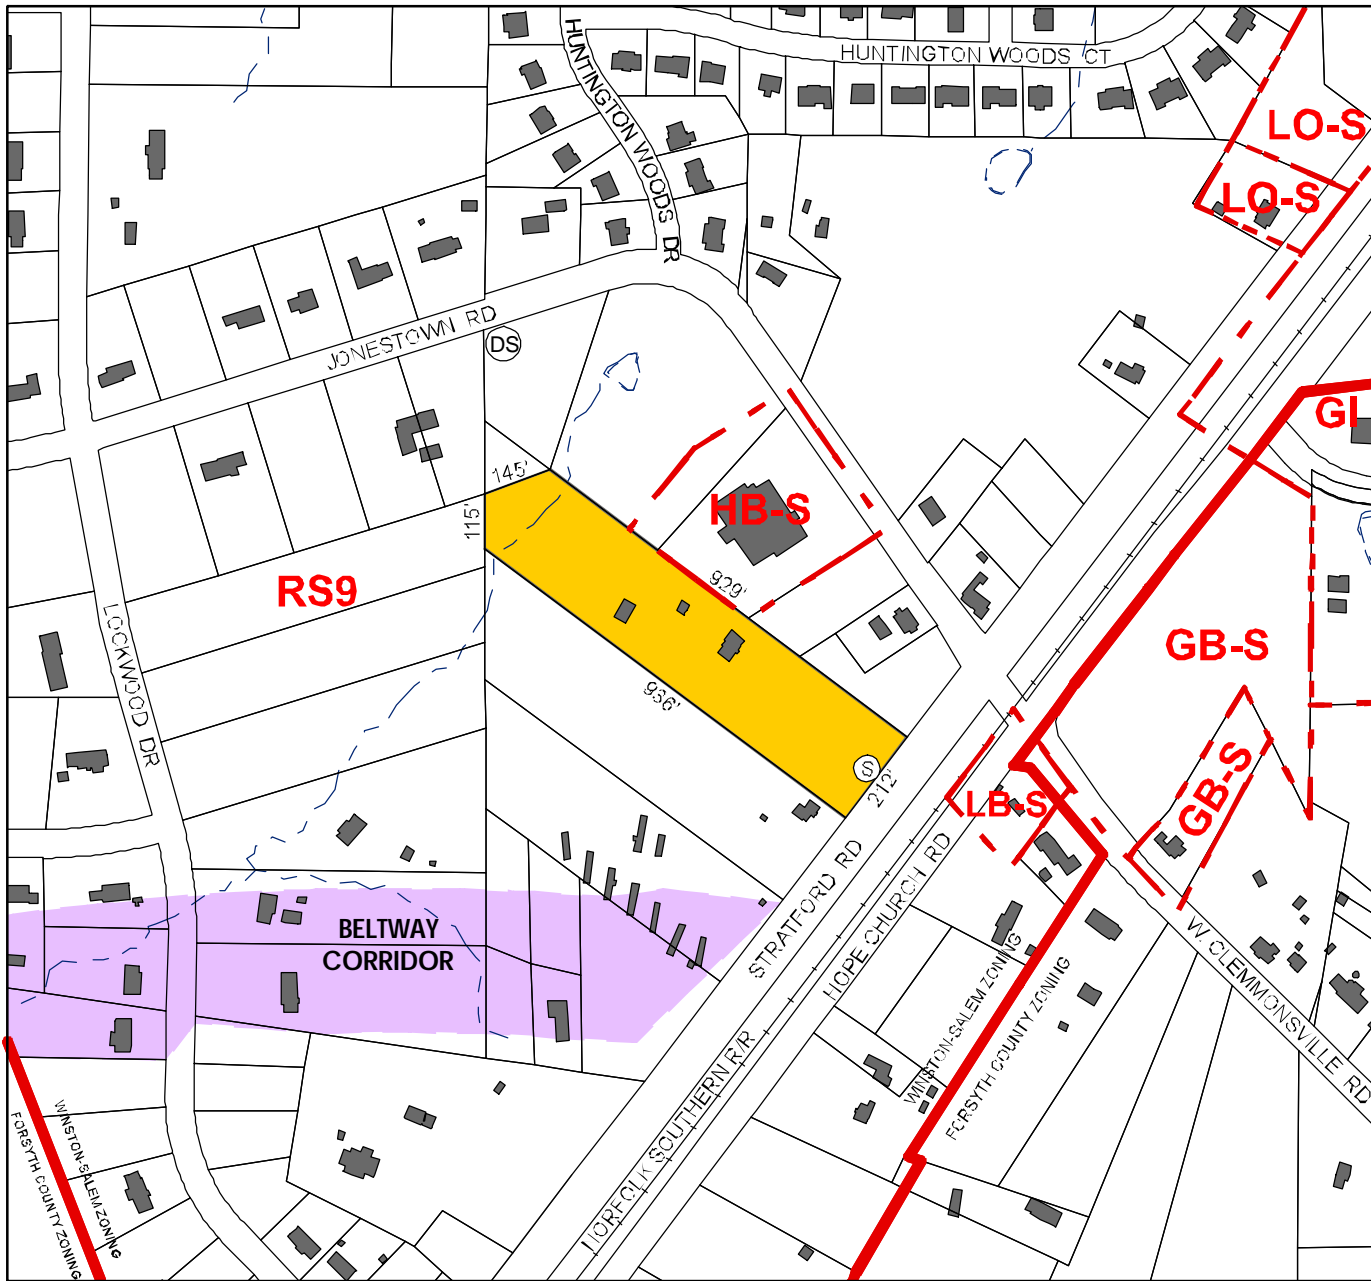 HUNTINGTON WOODS CT
HUNTINGTON WOODS DR
LO-S
LO-S
JONESTOWN RD
DS
GI
145'
115'
HB-S
929'
RS9
LOCKWOOD DR
936'
GB-S
GB-S
S
212'
LB-S
BELTWAY
CORRIDOR
STRATFORD RD
HOPE CHURCH RD
W. CLEMMONSVILLE RD
WINSTON-SALEM ZONING
FORSYTH COUNTY ZONING
NORFOLK SOUTHERN R/R
WINSTON-SALEM ZONING
FORSYTH COUNTY ZONING